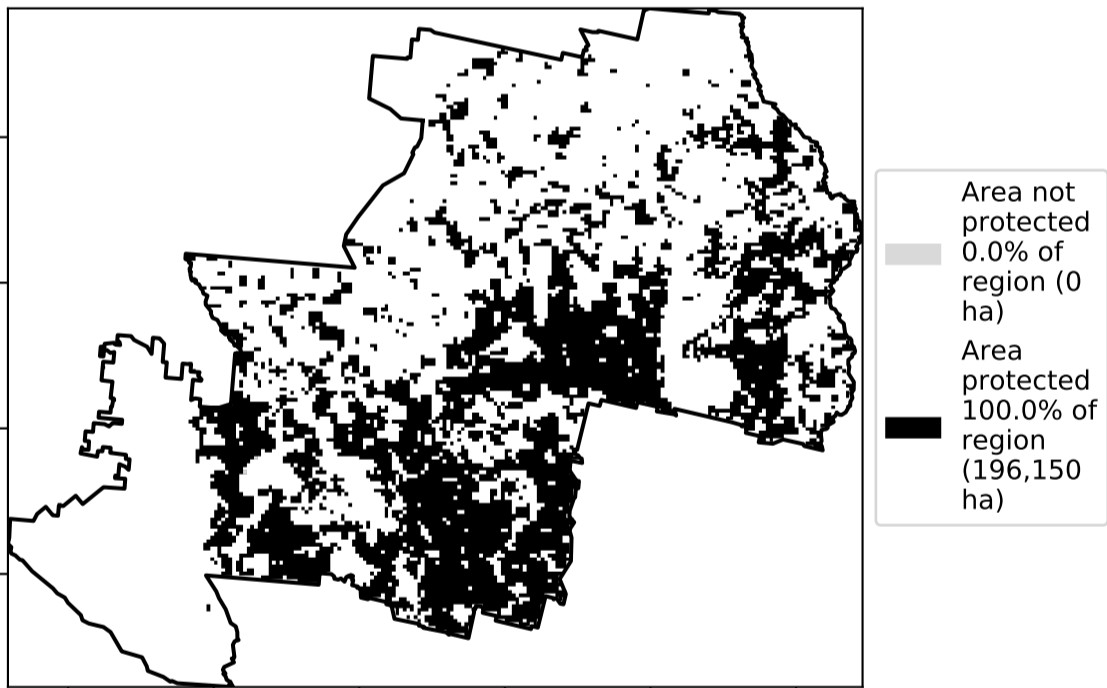 Area not
protected
0.0% of
region (0
ha)
Area
protected
100.0% of
region
(196,150
ha)